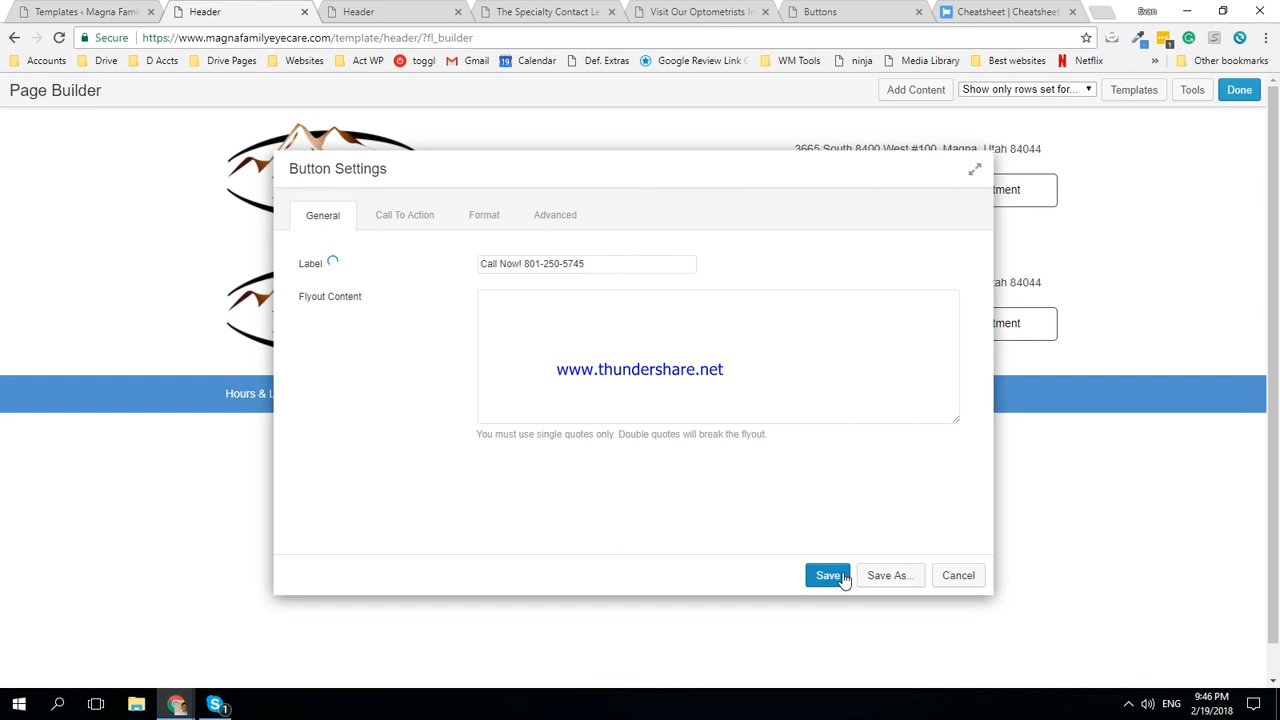 Templates ‹ Magna Fami
Header
Header
The Specialty Contact Le
Visit Our Optometrists I
Buttons
Cheatsheet | Cheatsheet
Evan
Secure
https://www.magnafamilyeyecare.com/template/header/?fl_builder
1
Accounts
Drive
D Accts
Drive Pages
Websites
Act WP
toggl
Gmail
19
Calendar
Def. Extras
Google Review Link
WM Tools
ninja
Media Library
Best websites
Netflix
»
Other bookmarks
Page Builder
Add Content
Show only rows set for...
Templates
Tools
Done
3665 South 8400 West #100, Magna, Utah 84044
Button Settings
tment
General
Call To Action
Format
Advanced
Label
Call Now! 801-250-5745
tah 84044
Flyout Content
tment
www.thundershare.net
Hours & L
You must use single quotes only. Double quotes will break the flyout.
Save
Save As...
Cancel
1
ENG
9:46 PM
2/19/2018